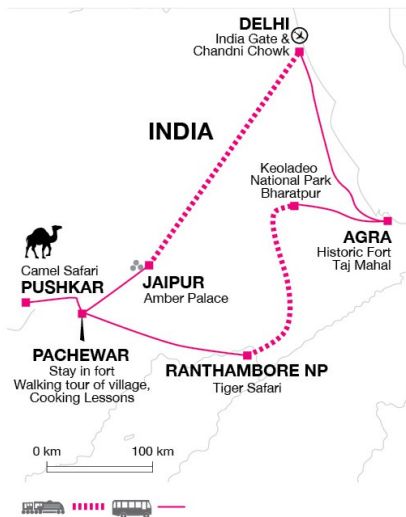 DELHI
India Gate &
Chandni Chowk
INDIA
Keoladeo
National Park
Bharatpur
AGRA
Historic Fort
Taj Mahal
Camel Safari
PUSHKAR
JAIPUR
Amber Palace
PACHEWAR
Stay in fort
Walking tour of village,
Cooking Lessons
RANTHAMBORE NP
Tiger Safari
0 km 100 km